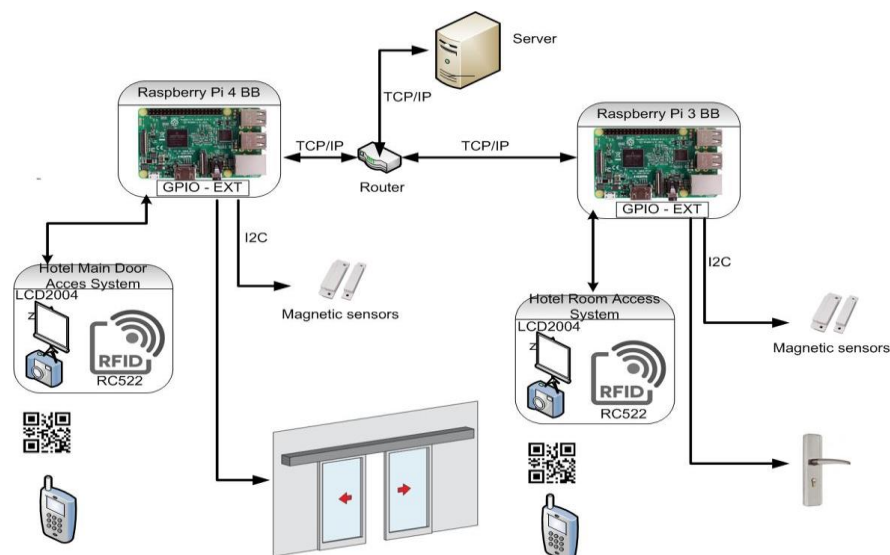 Server
Raspberry Pi 4 BB
TCP/IP
Raspberry Pi 3 BB
TCP/IP
TCP/IP
Router
GPIO - EXT
GPIO - EXT
I2C
I2C
Hotel Main Door
Acces System
LCD2004
z
RFID
RC522
Magnetic sensors
Hotel Room Access
System
LCD2004
z
RFID
RC522
Magnetic sensors